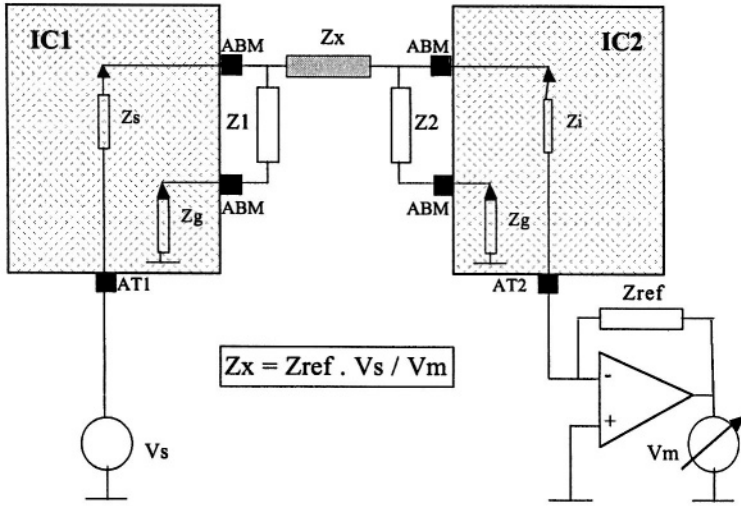 IC1
ABM
Zx
ABM
IC2
Zs
Z1
Z2
Zi
Zg
ABM
ABM
Zg
AT1
AT2
Zref
Zx = Zref . Vs / Vm
-
+
Vs
Vm